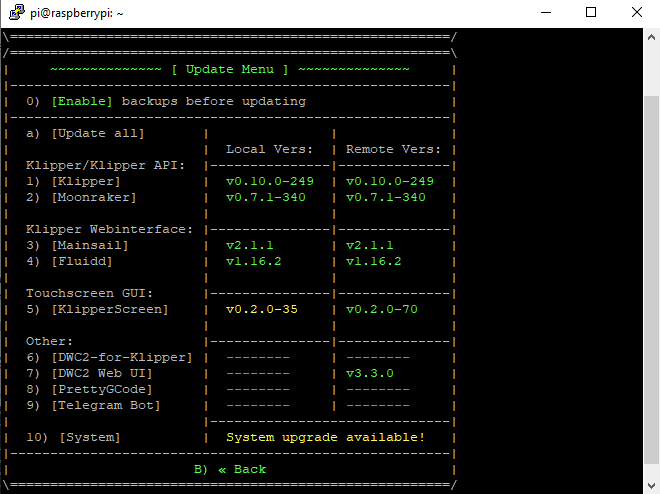 pi@raspberrypi: ~
\=======================================================/
/=======================================================\
|     ~~~~~~~~~~~~~~ [ Update Menu ] ~~~~~~~~~~~~~~     |
|-------------------------------------------------------|
|  0) [Enable] backups before updating                  |
|-------------------------------------------------------|
|  a) [Update all]        |               |              |
|                         |  Local Vers:  | Remote Vers: |
|  Klipper/Klipper API:   |---------------|--------------|
|  1) [Klipper]           |  v0.10.0-249  | v0.10.0-249  |
|  2) [Moonraker]         |  v0.7.1-340   | v0.7.1-340   |
|                         |               |              |
|  Klipper Webinterface:  |---------------|--------------|
|  3) [Mainsail]          |  v2.1.1       | v2.1.1       |
|  4) [Fluidd]            |  v1.16.2      | v1.16.2      |
|                         |               |              |
|  Touchscreen GUI:       |---------------|--------------|
|  5) [KlipperScreen]     |  v0.2.0-35    | v0.2.0-70    |
|                         |               |              |
|  Other:                 |---------------|--------------|
|  6) [DWC2-for-Klipper]  |  --------     | --------     |
|  7) [DWC2 Web UI]       |  --------     | v3.3.0       |
|  8) [PrettyGCode]       |  --------     | --------     |
|  9) [Telegram Bot]      |  --------     | --------     |
|                         |------------------------------|
|  10) [System]           |  System upgrade available!   |
|-------------------------------------------------------|
|                       B) « Back                       |
\=======================================================/